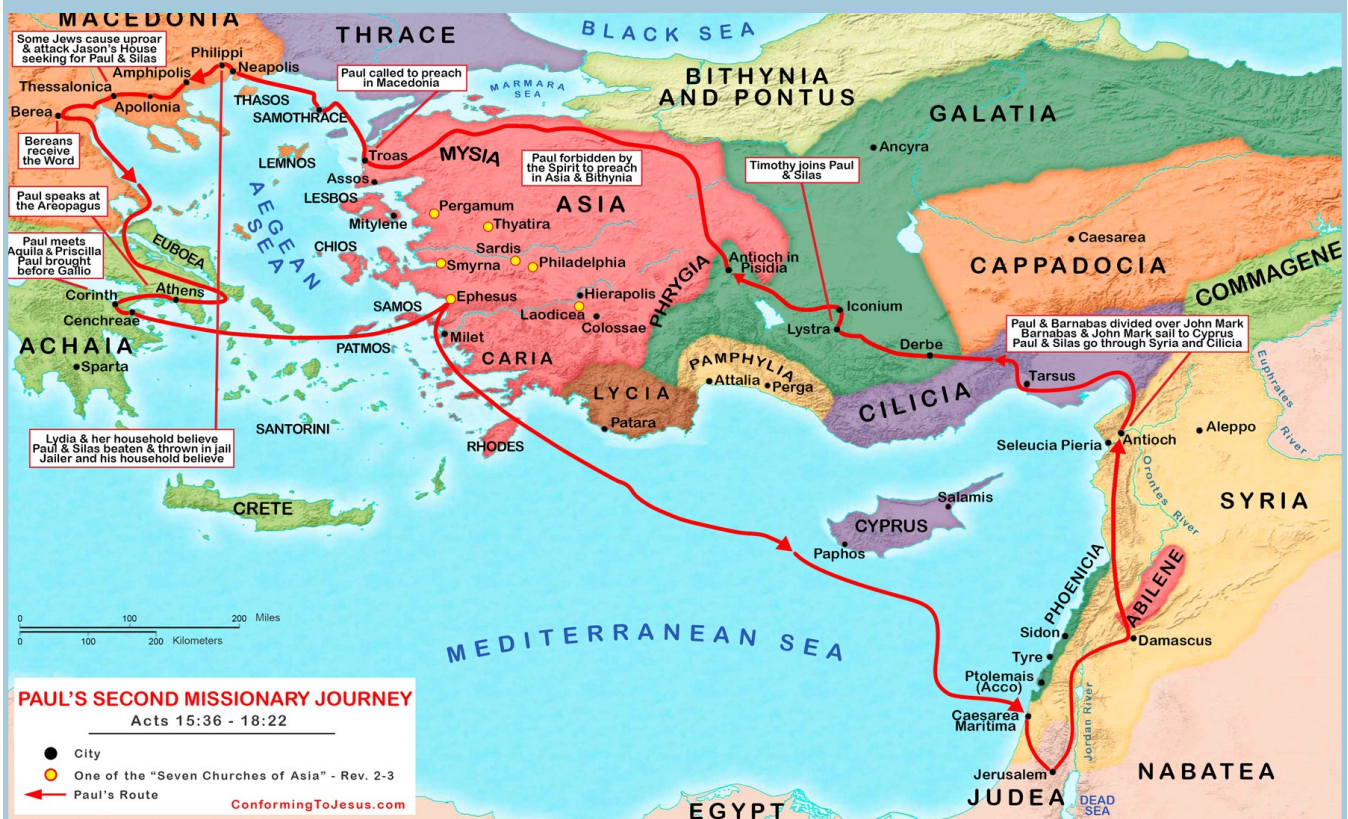 MACEDONIA
THRACE
BLACK SEA
Some Jews cause uproar
& attack Jason's House
seeking for Paul & Silas
Philippi
Neapolis
Amphipolis
Thessalonica
Apollonia
Berea
Paul called to preach
in Macedonia
MARMARA
SEA
BITHYNIA
AND PONTUS
GALATIA
THASOS
SAMOTHRACE
Bereans
receive
the Word
LEMNOS
Troas
MYSIA
Paul forbidden by
the Spirit to preach
in Asia & Bithynia
Timothy joins Paul
& Silas
Ancyra
Assos
LESBOS
Mitylene
Pergamum
Thyatira
ASIA
AEGEAN
SEA
Paul speaks at
the Areopagus
Paul meets
Aquila & Priscilla
Paul brought
before Gallio
EUBOEA
CHIOS
Sardis
Smyrna
Philadelphia
PHRYGIA
Antioch in
Pisidia
Caesarea
CAPPADOCIA
COMMAGENE
Corinth
Athens
Cenchreae
SAMOS
Ephesus
Hierapolis
Laodicea
Colossae
Iconium
Lystra
Derbe
Paul & Barnabas divided over John Mark
Barnabas & John Mark sail to Cyprus
Paul & Silas go through Syria and Cilicia
ACHAIA
Sparta
PATMOS
Milet
CARIA
LYCIA
Patara
PAMPHYLIA
Attalia
Perga
CILICIA
Tarsus
Euphrates
River
Lydia & her household believe
Paul & Silas beaten & thrown in jail
Jailer and his household believe
SANTORINI
RHODES
Seleucia Pieria
Antioch
Aleppo
Orontes
River
SYRIA
CRETE
Salamis
CYPRUS
Paphos
PHOENICIA
ABILENE
Sidon
Damascus
Tyre
Ptolemais
(Acco)
MEDITERRANEAN SEA
0 200 Miles
0 100 200 Kilometers
Caesarea
Maritima
Jordan River
Jerusalem
JUDEA
DEAD
SEA
NABATEA
EGYPT
PAUL'S SECOND MISSIONARY JOURNEY
Acts 15:36 - 18:22
City
One of the "Seven Churches of Asia" - Rev. 2-3
Paul's Route
ConformingToJesus.com